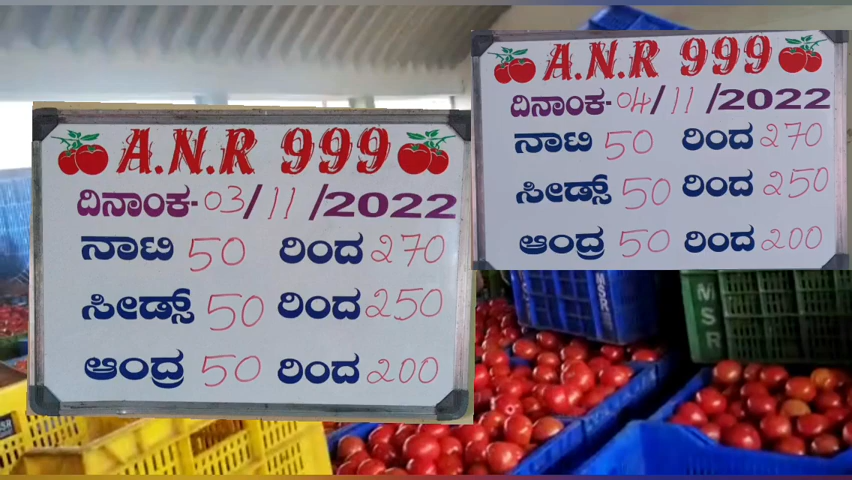 A.N.R 999
ದಿನಾಂಕ-03/11/2022
ನಾಟಿ 50 ರಿಂದ 270
ಸೀಡ್ಸ್ 50 ರಿಂದ 250
ಆಂದ್ರ 50 ರಿಂದ 200
A.N.R 999
ದಿನಾಂಕ-04/11/2022
ನಾಟಿ 50 ರಿಂದ 270
ಸೀಡ್ಸ್ 50 ರಿಂದ 250
ಆಂದ್ರ 50 ರಿಂದ 200
MSR